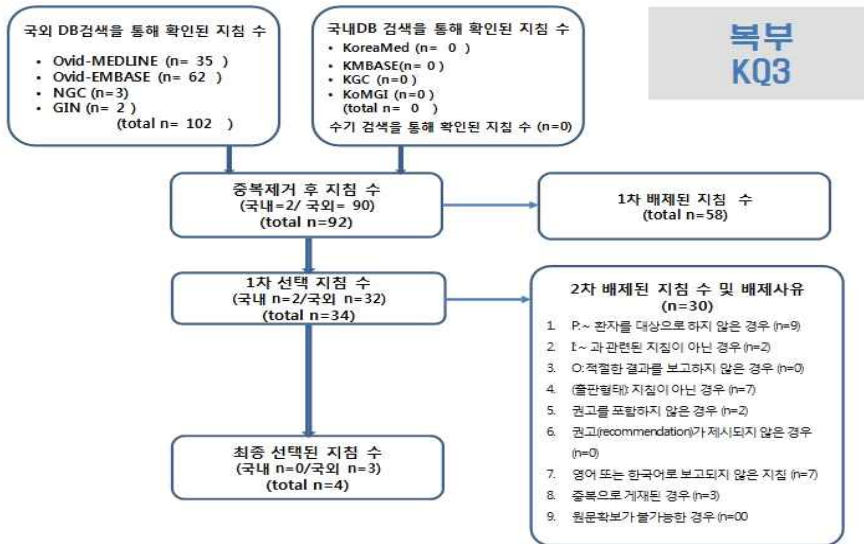 국외 DB검색을 통해 확인된 지침 수
• Ovid-MEDLINE (n= 35 )
• Ovid-EMBASE (n= 62 )
• NGC (n=3)
• GIN (n= 2 )
(total n= 102 )
국내DB 검색을 통해 확인된 지침 수
• KoreaMed (n= 0 )
• KMBASE(n= 0 )
• KGC (n=0 )
• KoMGI (n=0 )
(total n= 0 )
수기 검색을 통해 확인된 지침 수 (n=0)
복부
KQ3
중복제거 후 지침 수
(국내=2/ 국외= 90)
(total n=92)
1차 배제된 지침 수
(total n=58)
1차 선택 지침 수
(국내 n=2/국외 n=32)
(total n=34)
2차 배제된 지침 수 및 배제사유
(n=30)
1. P:~ 환자를 대상으로 하지 않은 경우 (n=9)
2. I:~ 과 관련된 지침이 아닌 경우 (n=2)
3. O:적절한 결과를 보고하지 않은 경우 (n=0)
4. (출판형태): 지침이 아닌 경우 (n=7)
5. 권고를 포함하지 않은 경우 (n=2)
6. 권고(recommendation)가 제시되지 않은 경우
(n=0)
7. 영어 또는 한국어로 보고되지 않은 지침 (n=7)
8. 중복으로 게재된 경우 (n=3)
9. 원문확보가 불가능한 경우 (n=00
최종 선택된 지침 수
(국내 n=0/국외 n=3)
(total n=4)